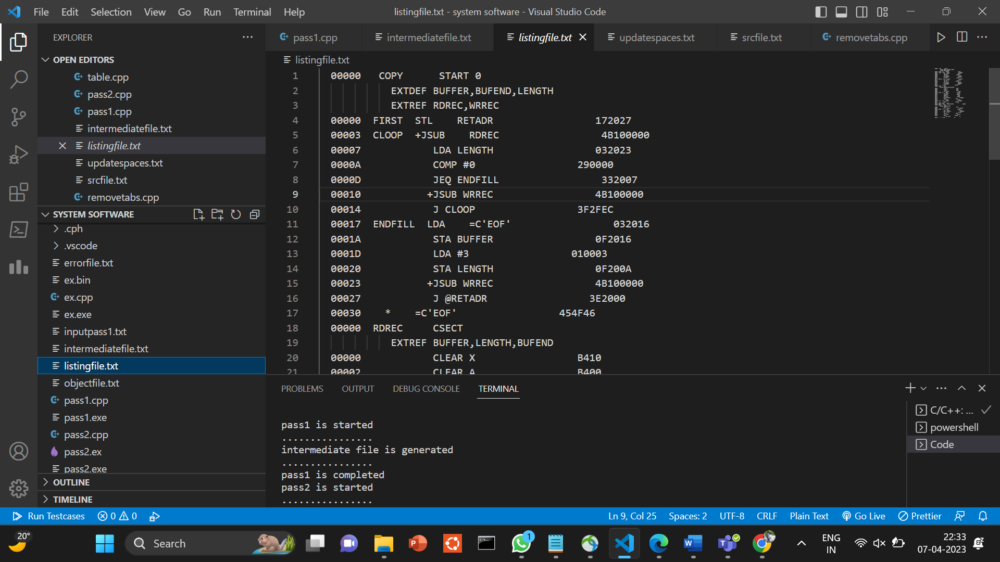 File Edit Selection View Go Run Terminal Help
listingfile.txt - system software - Visual Studio Code
EXPLORER
OPEN EDITORS
table.cpp
pass2.cpp
pass1.cpp
intermediatefile.txt
listingfile.txt
updatespaces.txt
srcfile.txt
removetabs.cpp
SYSTEM SOFTWARE
.cph
.vscode
errorfile.txt
ex.bin
ex.cpp
ex.exe
inputpass1.txt
intermediatefile.txt
listingfile.txt
objectfile.txt
pass1.cpp
pass1.exe
pass2.cpp
pass2.ex
pass2.exe
OUTLINE
TIMELINE
pass1.cpp intermediatefile.txt listingfile.txt updatespaces.txt srcfile.txt removetabs.cpp
listingfile.txt
1 00000 COPY START 0
2 EXTDEF BUFFER,BUFEND,LENGTH
3 EXTREF RDREC,WRREC
4 00000 FIRST STL RETADR 172027
5 00003 CLOOP +JSUB RDREC 4B100000
6 00007 LDA LENGTH 032023
7 0000A COMP #0 290000
8 0000D JEQ ENDFILL 332007
9 00010 +JSUB WRREC 4B100000
10 00014 J CLOOP 3F2FEC
11 00017 ENDFILL LDA =C'EOF' 032016
12 0001A STA BUFFER 0F2016
13 0001D LDA #3 010003
14 00020 STA LENGTH 0F200A
15 00023 +JSUB WRREC 4B100000
16 00027 J @RETADR 3E2000
17 00030 * =C'EOF' 454F46
18 00000 RDREC CSECT
19 EXTREF BUFFER,LENGTH,BUFEND
20 00000 CLEAR X B410
21 00002 CLEAR A B400
PROBLEMS OUTPUT DEBUG CONSOLE TERMINAL
pass1 is started
................
intermediate file is generated
................
pass1 is completed
pass2 is started
................
C/C++: ...
powershell
Code
Run Testcases 0 0 Ln 9, Col 25 Spaces: 2 UTF-8 CRLF Plain Text Go Live Prettier
20° Search 1 ENG IN 22:33 07-04-2023